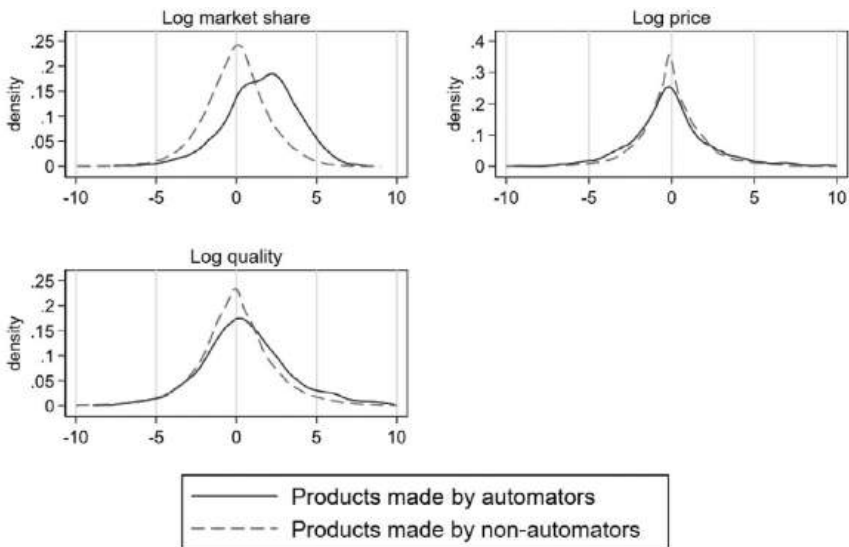 Log market share
Log price
density
.25
.2
.15
.1
.05
0
-10 -5 0 5 10
density
.4
.3
.2
.1
0
-10 -5 0 5 10
Log quality
density
.25
.2
.15
.1
.05
0
-10 -5 0 5 10
Products made by automators
Products made by non-automators